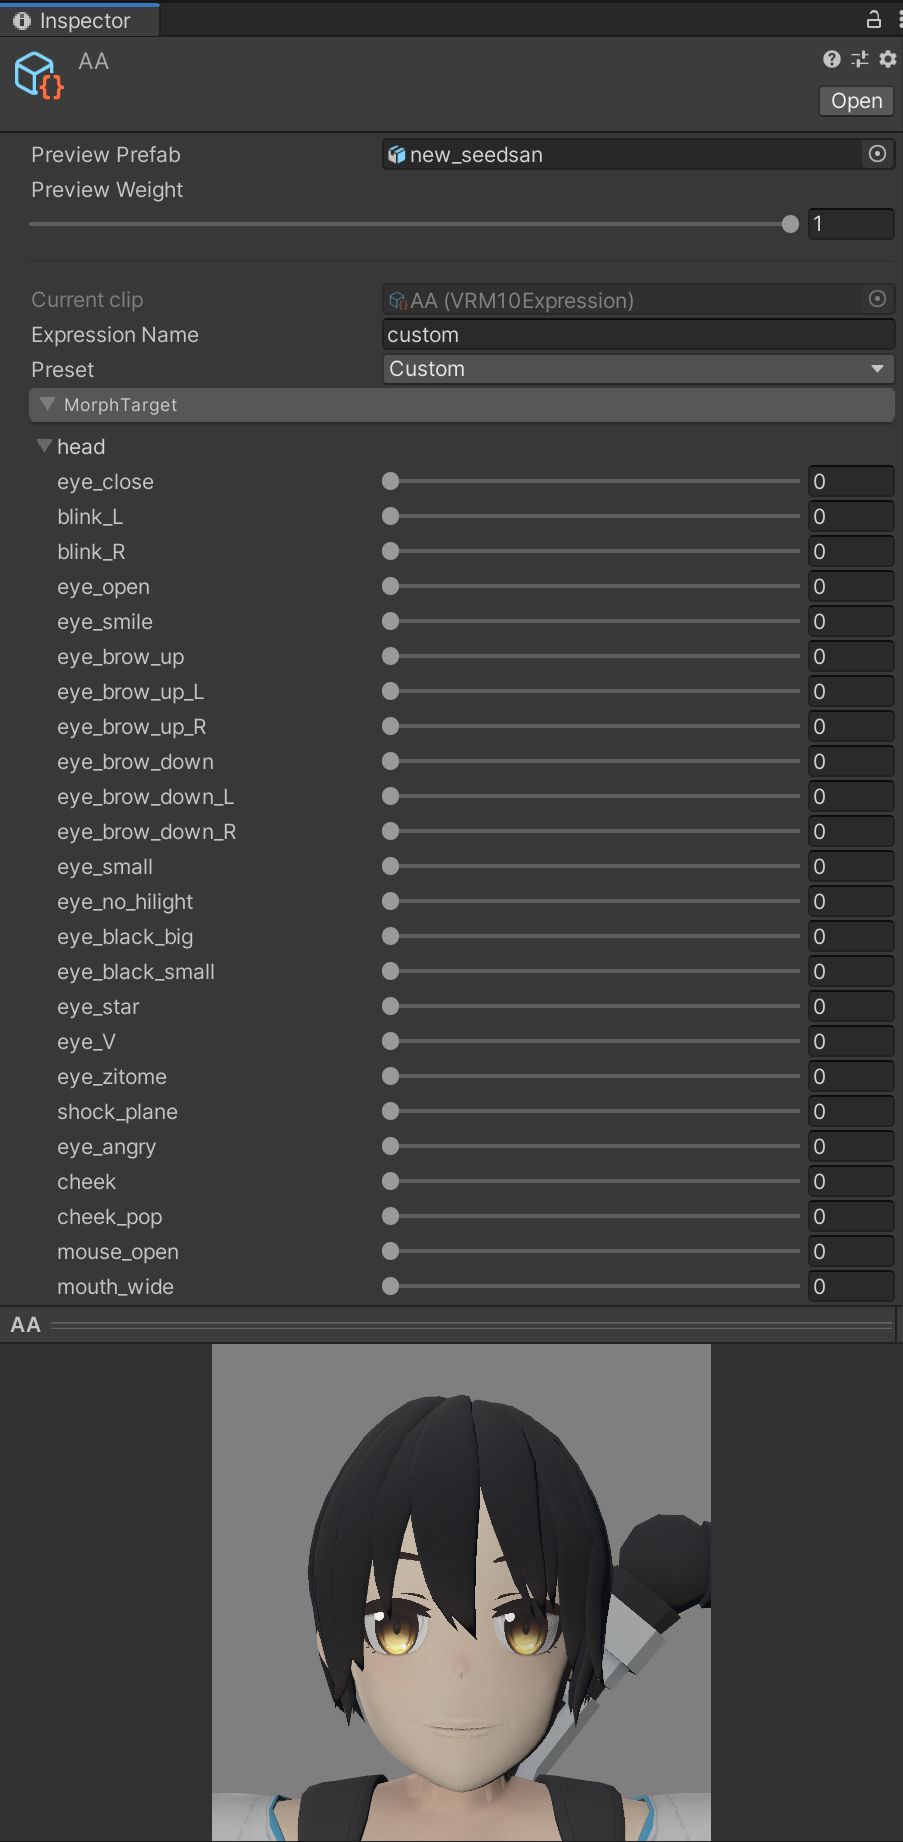 Inspector
AA
Open
Preview Prefab new_seedsan
Preview Weight
1
Current clip AA (VRM10Expression)
Expression Name custom
Preset Custom
MorphTarget
head
eye_close 0
blink_L 0
blink_R 0
eye_open 0
eye_smile 0
eye_brow_up 0
eye_brow_up_L 0
eye_brow_up_R 0
eye_brow_down 0
eye_brow_down_L 0
eye_brow_down_R 0
eye_small 0
eye_no_hilight 0
eye_black_big 0
eye_black_small 0
eye_star 0
eye_V 0
eye_zitome 0
shock_plane 0
eye_angry 0
cheek 0
cheek_pop 0
mouse_open 0
mouth_wide 0
AA